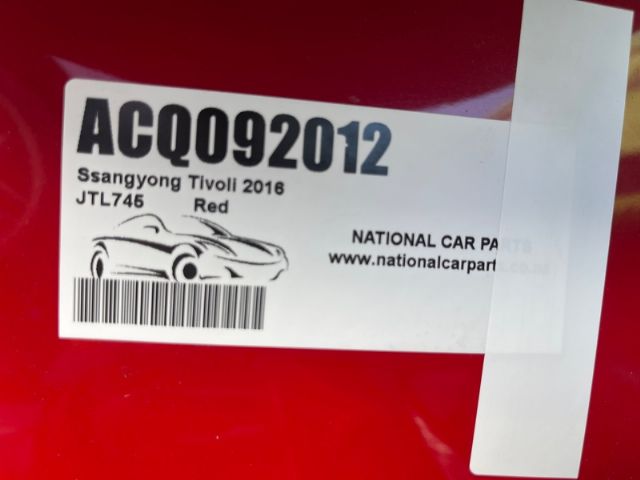 ACQ092012
Ssangyong Tivoli 2016
JTL745 Red
NATIONAL CAR PARTS
www.nationalcarparts.co.nz